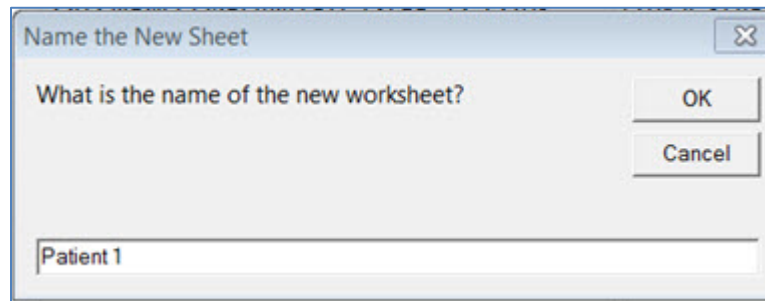 Name the New Sheet
What is the name of the new worksheet?
OK
Cancel
Patient 1